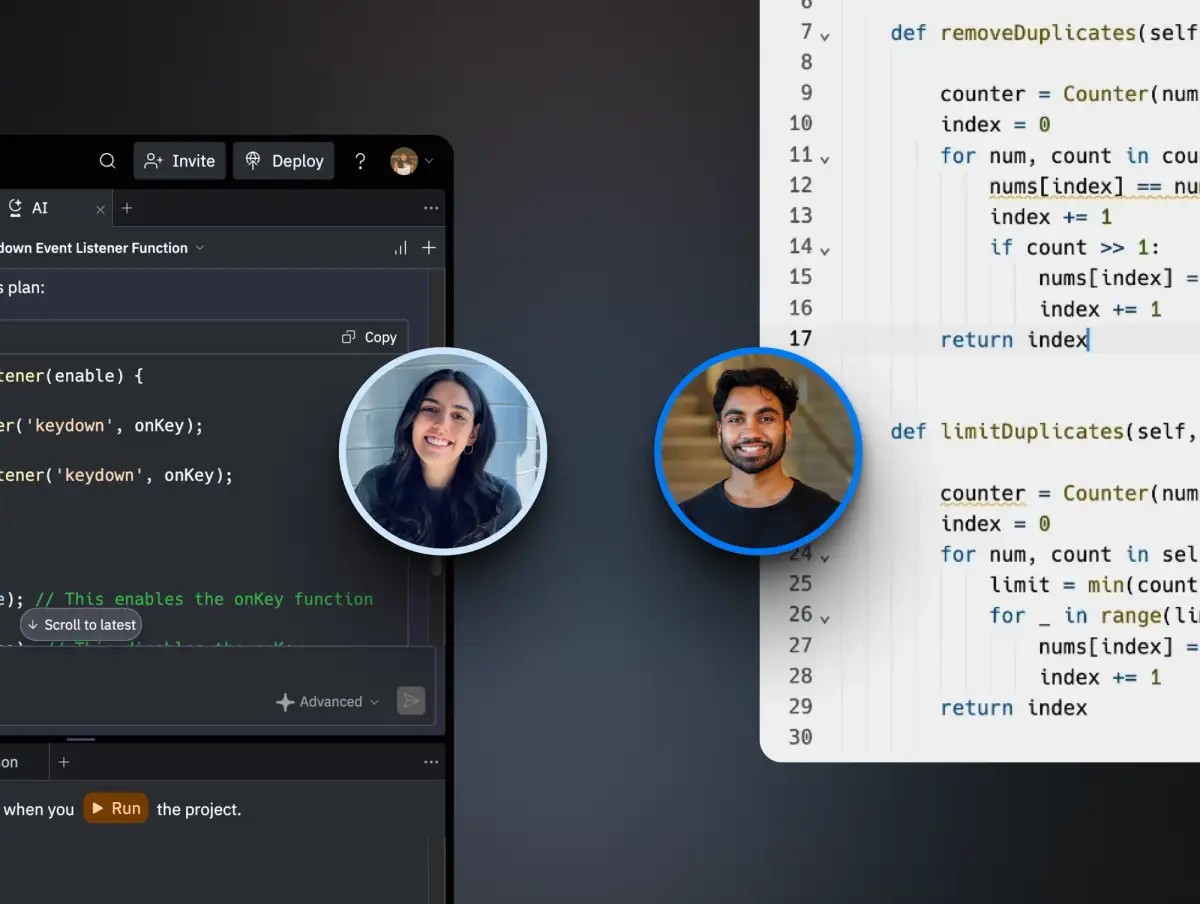 Invite
Deploy
?
AI
down Event Listener Function
s plan:
Copy
tener(enable) {
er('keydown', onKey);
tener('keydown', onKey);
e); // This enables the onKey function
Scroll to latest
Advanced
on
when you Run the project.
6
7 def removeDuplicates(self
8
9 counter = Counter(num
10 index = 0
11 for num, count in cou
12 nums[index] == nu
13 index += 1
14 if count >> 1:
15 nums[index] =
16 index += 1
17 return index
def limitDuplicates(self,
counter = Counter(num
index = 0
24 for num, count in sel
25 limit = min(count
26 for _ in range(li
27 nums[index] =
28 index += 1
29 return index
30